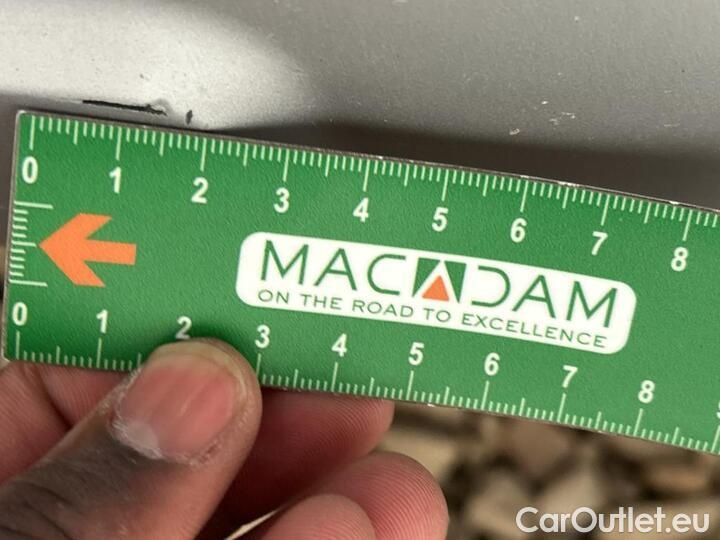 0 1 2 3 4 5 6 7 8
MACADAM
ON THE ROAD TO EXCELLENCE
0 1 2 3 4 5 6 7 8
CarOutlet.eu